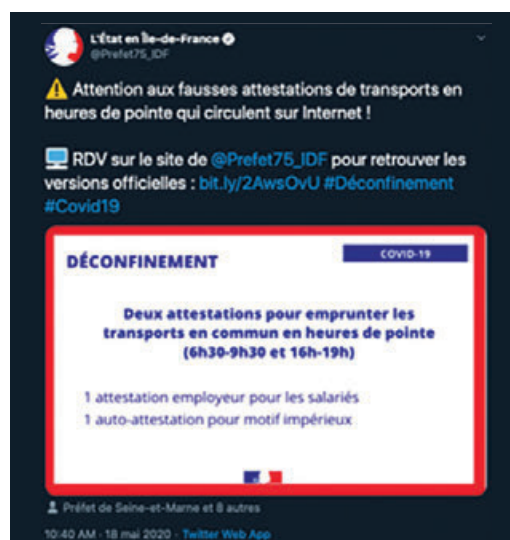 L'État en Île-de-France
@Prefet75_IDF
⚠️ Attention aux fausses attestations de transports en
heures de pointe qui circulent sur Internet !
🖥️ RDV sur le site de @Prefet75_IDF pour retrouver les
versions officielles : bit.ly/2AwsOvU #Déconfinement
#Covid19
DÉCONFINEMENT
COVID-19
Deux attestations pour emprunter les
transports en commun en heures de pointe
(6h30-9h30 et 16h-19h)
1 attestation employeur pour les salariés
1 auto-attestation pour motif impérieux
Préfet de Seine-et-Marne et 8 autres
10:40 AM · 18 mai 2020 · Twitter Web App